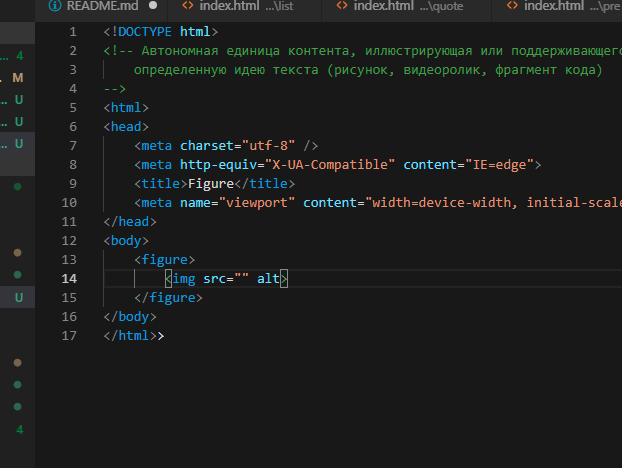 README.md index.html ...\list index.html ...\quote index.html ...\pre
1 <!DOCTYPE html>
2 <!-- Автономная единица контента, иллюстрирующая или поддерживающего
3 определенную идею текста (рисунок, видеоролик, фрагмент кода)
4 -->
5 <html>
6 <head>
7 <meta charset="utf-8" />
8 <meta http-equiv="X-UA-Compatible" content="IE=edge">
9 <title>Figure</title>
10 <meta name="viewport" content="width=device-width, initial-scale
11 </head>
12 <body>
13 <figure>
14 <img src="" alt>
15 </figure>
16 </body>
17 </html>>
... 4
. M
... U
... U
... U
U
4